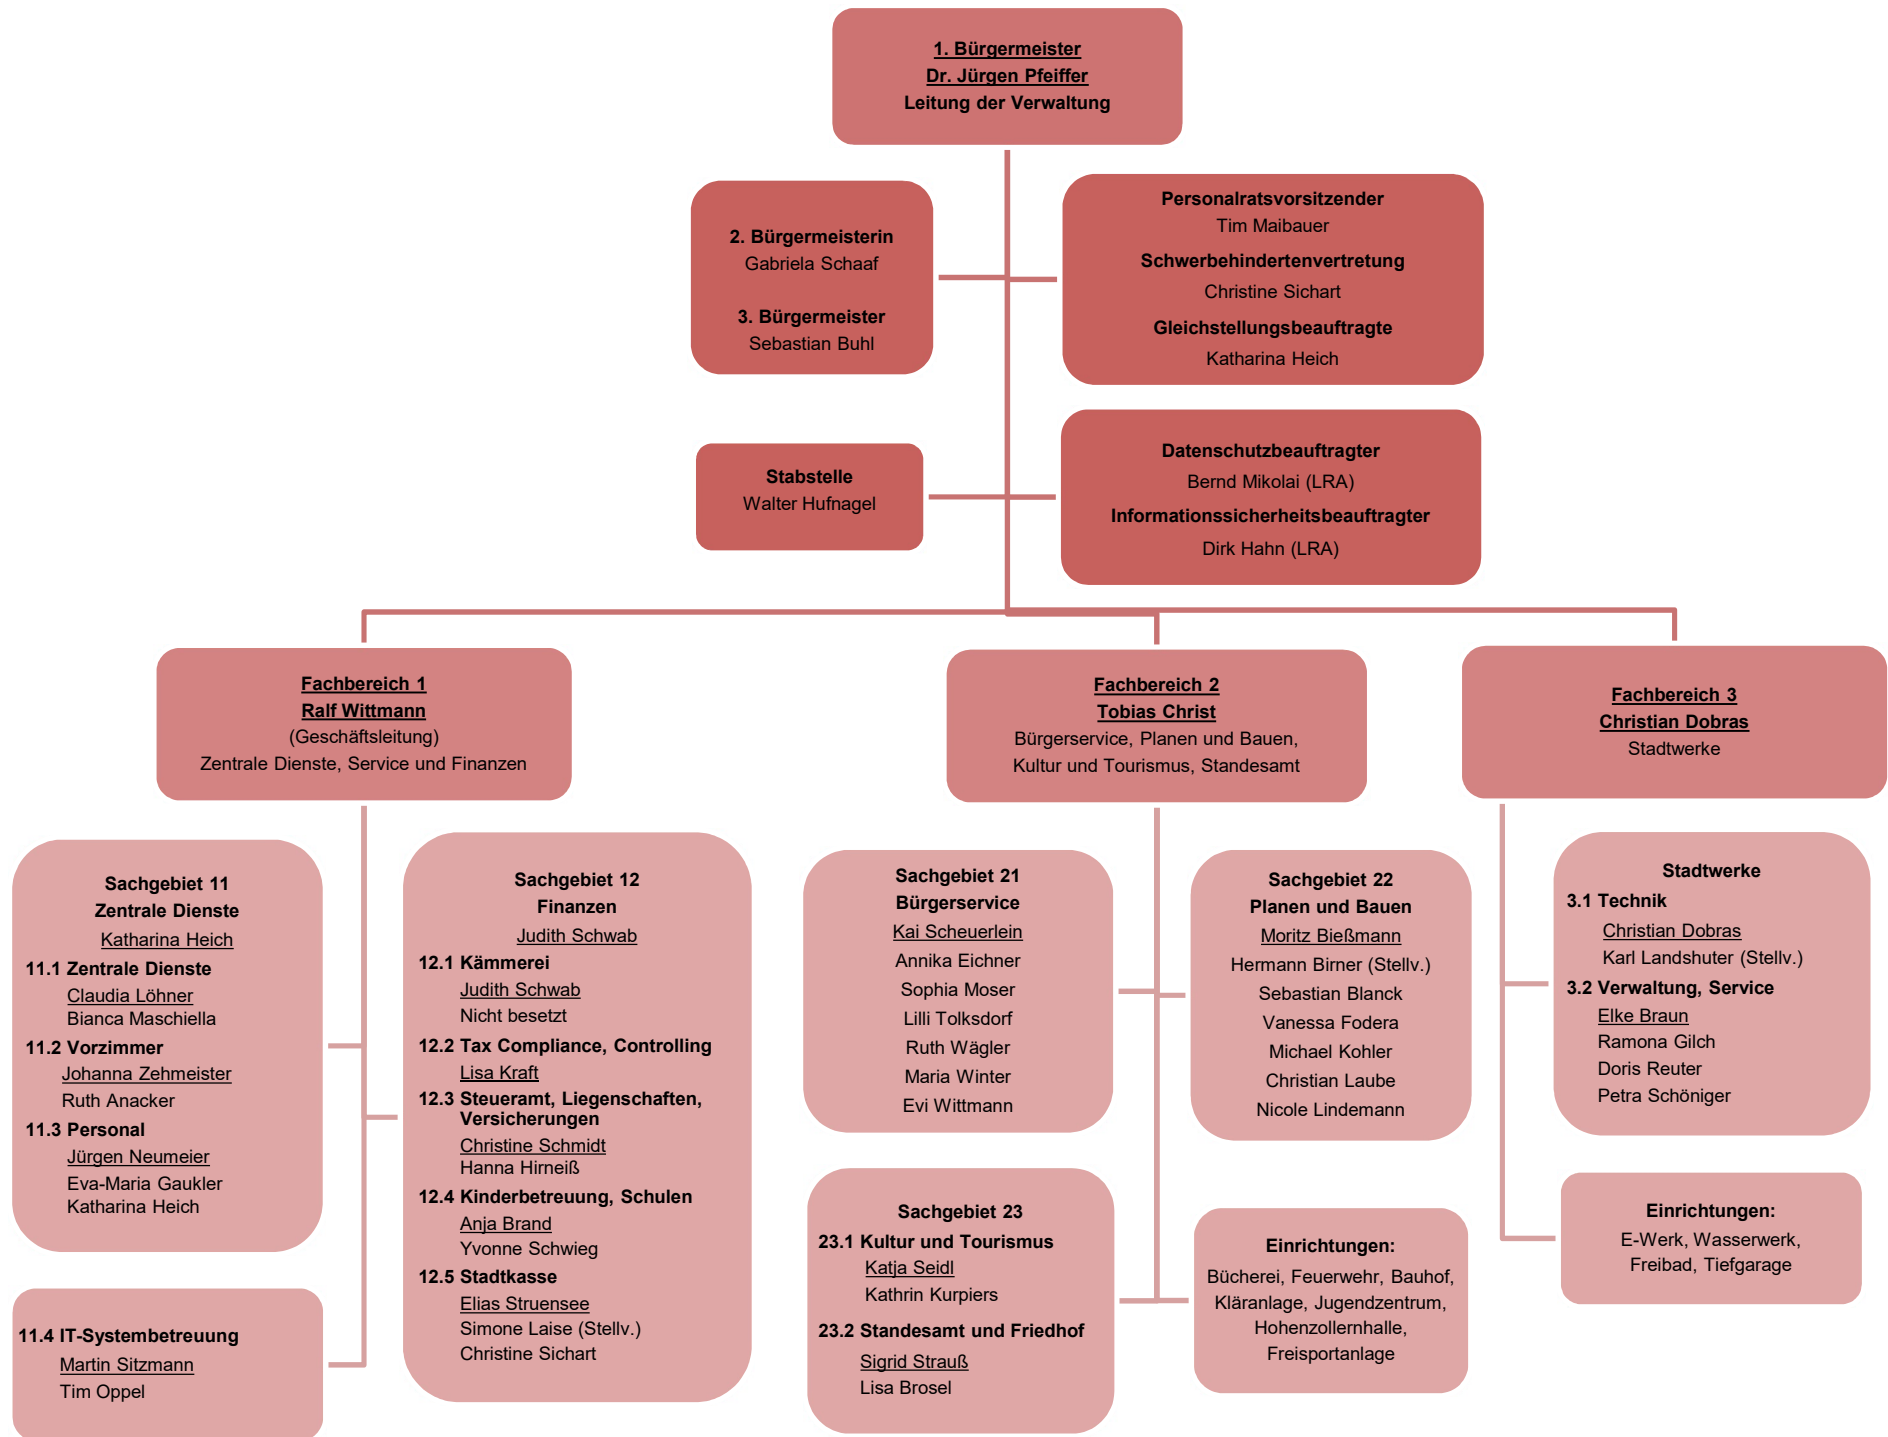 1. Bürgermeister
Dr. Jürgen Pfeiffer
Leitung der Verwaltung
2. Bürgermeisterin
Gabriela Schaaf
3. Bürgermeister
Sebastian Buhl
Personalratsvorsitzender
Tim Maibauer
Schwerbehindertenvertretung
Christine Sichart
Gleichstellungsbeauftragte
Katharina Heich
Stabstelle
Walter Hufnagel
Datenschutzbeauftragter
Bernd Mikolai (LRA)
Informationssicherheitsbeauftragter
Dirk Hahn (LRA)
Fachbereich 1
Ralf Wittmann
(Geschäftsleitung)
Zentrale Dienste, Service und Finanzen
Fachbereich 2
Tobias Christ
Bürgerservice, Planen und Bauen,
Kultur und Tourismus, Standesamt
Fachbereich 3
Christian Dobras
Stadtwerke
Sachgebiet 11
Zentrale Dienste
Katharina Heich
11.1 Zentrale Dienste
Claudia Löhner
Bianca Maschiella
11.2 Vorzimmer
Johanna Zehmeister
Ruth Anacker
11.3 Personal
Jürgen Neumeier
Eva-Maria Gaukler
Katharina Heich
11.4 IT-Systembetreuung
Martin Sitzmann
Tim Oppel
Sachgebiet 12
Finanzen
Judith Schwab
12.1 Kämmerei
Judith Schwab
Nicht besetzt
12.2 Tax Compliance, Controlling
Lisa Kraft
12.3 Steueramt, Liegenschaften,
Versicherungen
Christine Schmidt
Hanna Hirneiß
12.4 Kinderbetreuung, Schulen
Anja Brand
Yvonne Schwieg
12.5 Stadtkasse
Elias Struensee
Simone Laise (Stellv.)
Christine Sichart
Sachgebiet 21
Bürgerservice
Kai Scheuerlein
Annika Eichner
Sophia Moser
Lilli Tolksdorf
Ruth Wägler
Maria Winter
Evi Wittmann
Sachgebiet 22
Planen und Bauen
Moritz Bießmann
Hermann Birner (Stellv.)
Sebastian Blanck
Vanessa Fodera
Michael Kohler
Christian Laube
Nicole Lindemann
Sachgebiet 23
23.1 Kultur und Tourismus
Katja Seidl
Kathrin Kurpiers
23.2 Standesamt und Friedhof
Sigrid Strauß
Lisa Brosel
Einrichtungen:
Bücherei, Feuerwehr, Bauhof,
Kläranlage, Jugendzentrum,
Hohenzollernhalle,
Freisportanlage
Stadtwerke
3.1 Technik
Christian Dobras
Karl Landshuter (Stellv.)
3.2 Verwaltung, Service
Elke Braun
Ramona Gilch
Doris Reuter
Petra Schöniger
Einrichtungen:
E-Werk, Wasserwerk,
Freibad, Tiefgarage